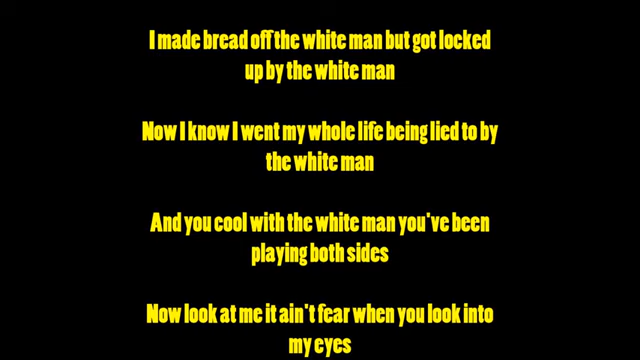 I made bread off the white man but got locked
up by the white man
Now I know I went my whole life being lied to by
the white man
And you cool with the white man you've been
playing both sides
Now look at me it ain't fear when you look into
my eyes